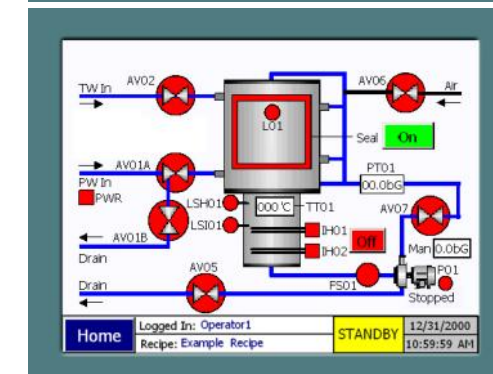 TW In
AV02
AV06
Air
L01
Seal On
AV01A
PW In
PWR
PT01
00.0bG
LSH01
000°C
TT01
AV07
LSI01
IH01
IH02
Off
AV01B
Drain
Man 0.0bG
AV05
Drain
FS01
P01
Stopped
Home
Logged In: Operator1
STANDBY
12/31/2000
Recipe: Example Recipe
10:59:59 AM